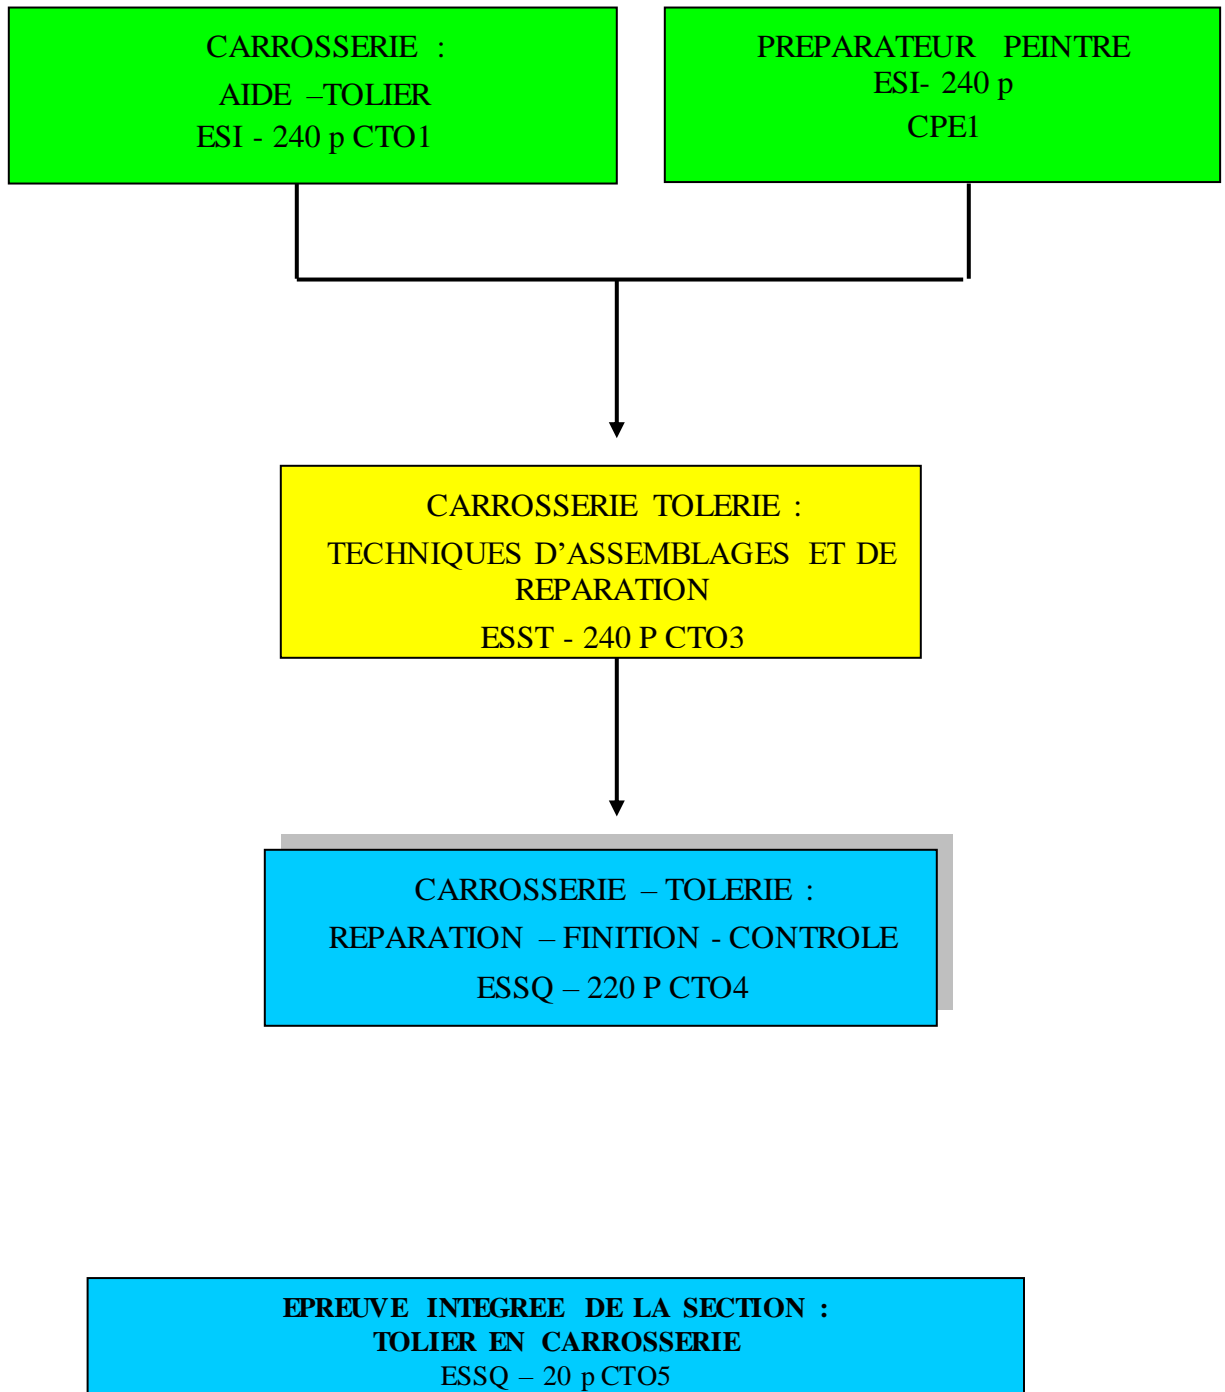 CARROSSERIE :
AIDE –TOLIER
ESI - 240 p CTO1
PREPARATEUR PEINTRE
ESI- 240 p
CPE1
CARROSSERIE TOLERIE :
TECHNIQUES D’ASSEMBLAGES ET DE
REPARATION
ESST - 240 P CTO3
CARROSSERIE – TOLERIE :
REPARATION – FINITION - CONTROLE
ESSQ – 220 P CTO4
EPREUVE INTEGREE DE LA SECTION :
TOLIER EN CARROSSERIE
ESSQ – 20 p CTO5